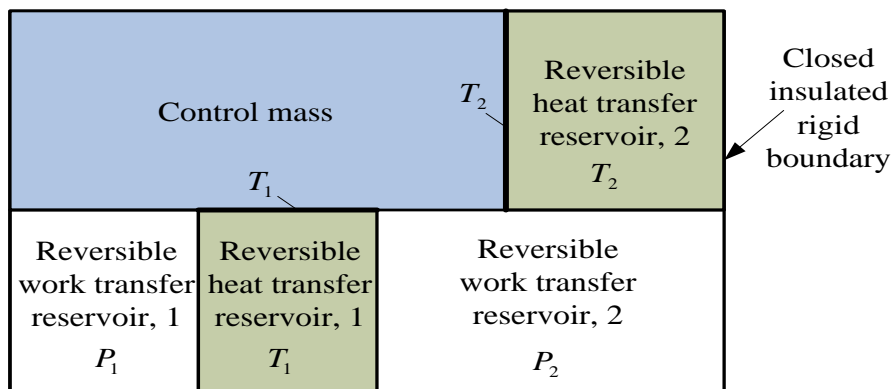 Control mass
T₂
Reversible
heat transfer
reservoir, 2
T₂
Closed
insulated
rigid
boundary
T₁
Reversible
work transfer
reservoir, 1
P₁
Reversible
heat transfer
reservoir, 1
T₁
Reversible
work transfer
reservoir, 2
P₂